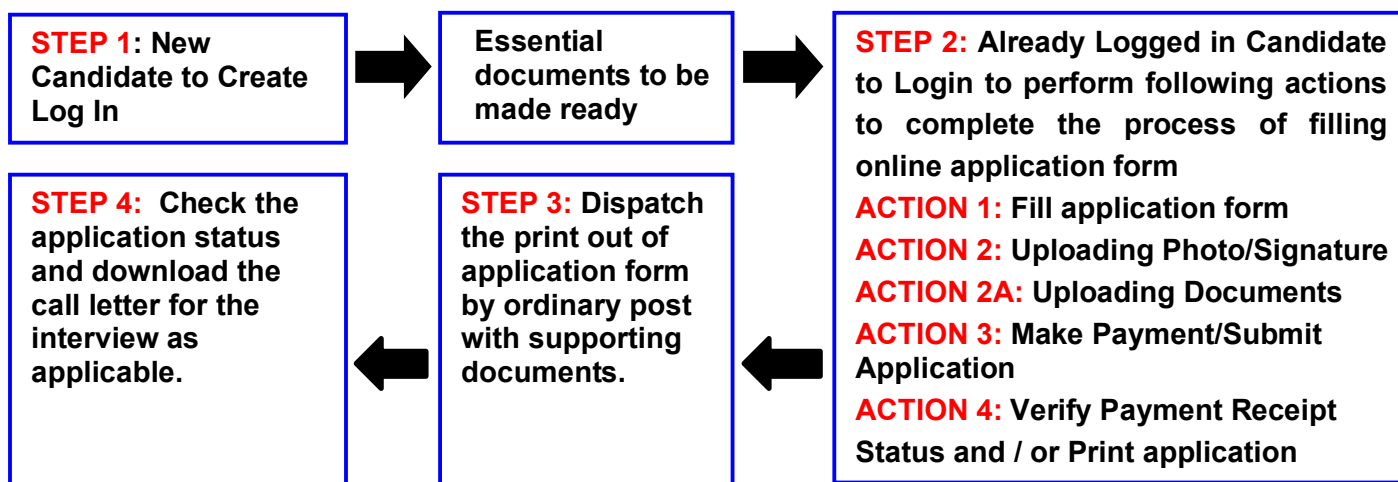 STEP 1: New
Candidate to Create
Log In
Essential
documents to be
made ready
STEP 2: Already Logged in Candidate
to Login to perform following actions
to complete the process of filling
online application form
ACTION 1: Fill application form
ACTION 2: Uploading Photo/Signature
ACTION 2A: Uploading Documents
ACTION 3: Make Payment/Submit
Application
ACTION 4: Verify Payment Receipt
Status and / or Print application
STEP 3: Dispatch
the print out of
application form
by ordinary post
with supporting
documents.
STEP 4: Check the
application status
and download the
call letter for the
interview as
applicable.